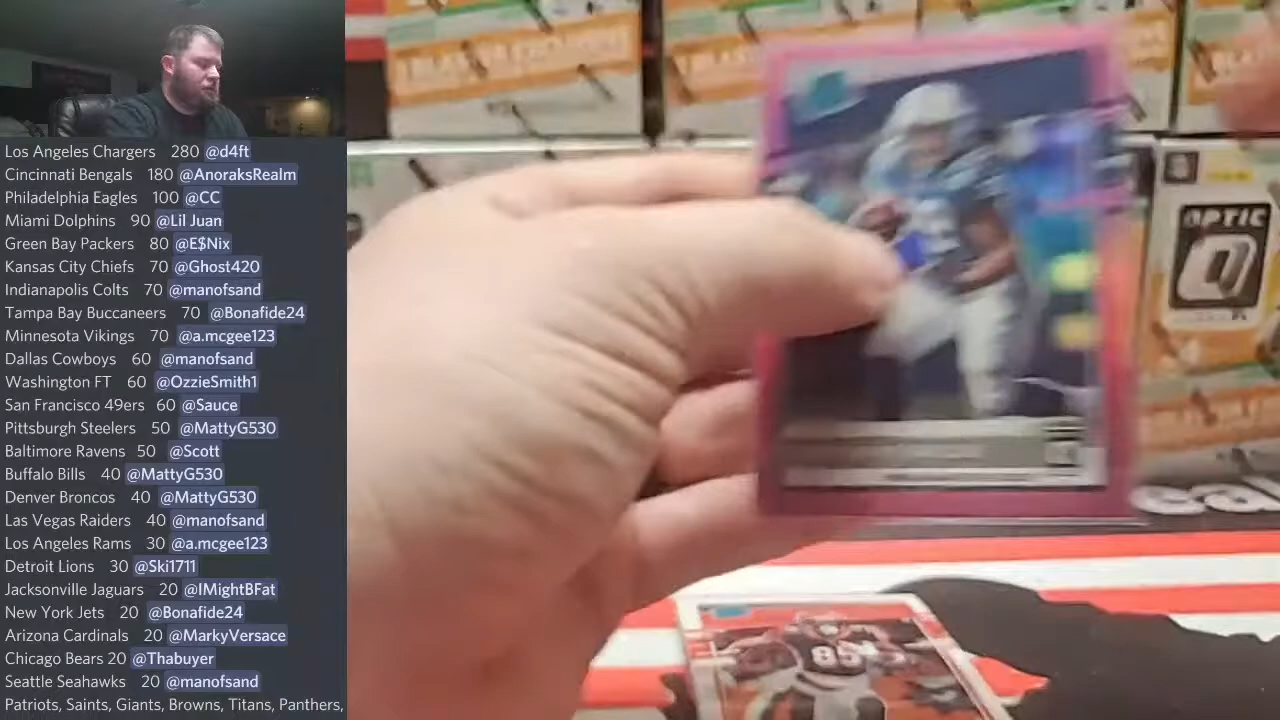 Los Angeles Chargers 280 @d4ft
Cincinnati Bengals 180 @AnoraksRealm
Philadelphia Eagles 100 @CC
Miami Dolphins 90 @Lil Juan
Green Bay Packers 80 @E$Nix
Kansas City Chiefs 70 @Ghost420
Indianapolis Colts 70 @manofsand
Tampa Bay Buccaneers 70 @Bonafide24
Minnesota Vikings 70 @a.mcgee123
Dallas Cowboys 60 @manofsand
Washington FT 60 @OzzieSmith1
San Francisco 49ers 60 @Sauce
Pittsburgh Steelers 50 @MattyG530
Baltimore Ravens 50 @Scott
Buffalo Bills 40 @MattyG530
Denver Broncos 40 @MattyG530
Las Vegas Raiders 40 @manofsand
Los Angeles Rams 30 @a.mcgee123
Detroit Lions 30 @Ski1711
Jacksonville Jaguars 20 @IMightBFat
New York Jets 20 @Bonafide24
Arizona Cardinals 20 @MarkyVersace
Chicago Bears 20 @Thabuyer
Seattle Seahawks 20 @manofsand
Patriots, Saints, Giants, Browns, Titans, Panthers,
OPTIC
85